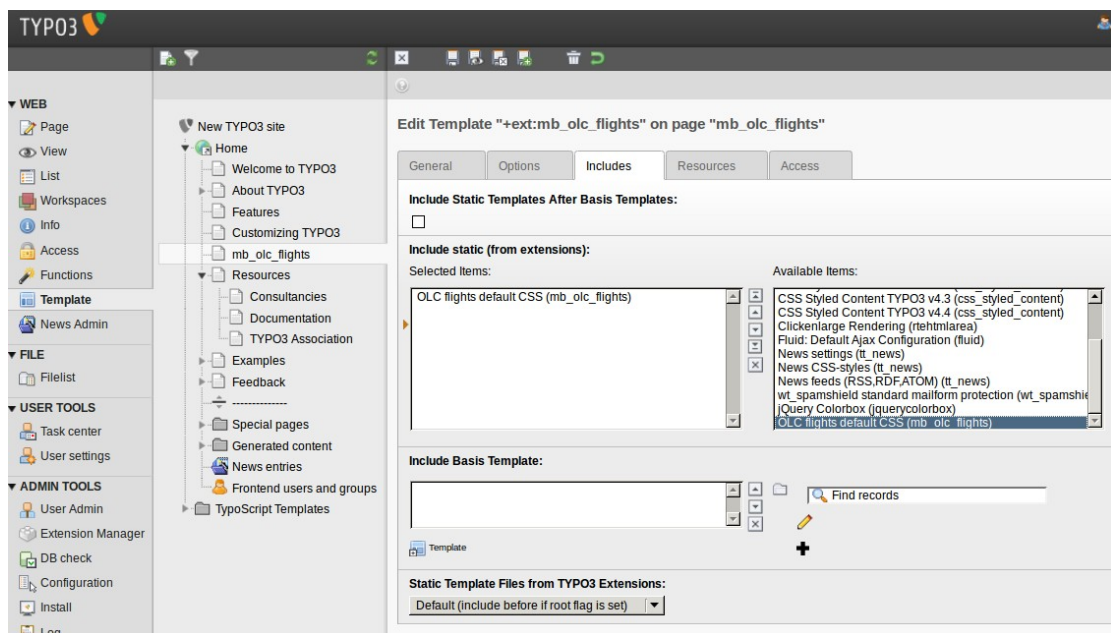 TYPO3
WEB
Page
View
List
Workspaces
Info
Access
Functions
Template
News Admin
FILE
Filelist
USER TOOLS
Task center
User settings
ADMIN TOOLS
User Admin
Extension Manager
DB check
Configuration
Install
Log
New TYPO3 site
Home
Welcome to TYPO3
About TYPO3
Features
Customizing TYPO3
mb_olc_flights
Resources
Consultancies
Documentation
TYPO3 Association
Examples
Feedback
--------------
Special pages
Generated content
News entries
Frontend users and groups
TypoScript Templates
Edit Template "+ext:mb_olc_flights" on page "mb_olc_flights"
General Options Includes Resources Access
Include Static Templates After Basis Templates:
Include static (from extensions):
Selected Items:
OLC flights default CSS (mb_olc_flights)
Available Items:
CSS Styled Content TYPO3 v4.3 (css_styled_content)
CSS Styled Content TYPO3 v4.4 (css_styled_content)
Clickenlarge Rendering (rtehtmlarea)
Fluid: Default Ajax Configuration (fluid)
News settings (tt_news)
News CSS-styles (tt_news)
News feeds (RSS,RDF,ATOM) (tt_news)
wt_spamshield standard mailform protection (wt_spamshie
jQuery Colorbox (jquerycolorbox)
OLC flights default CSS (mb_olc_flights)
Include Basis Template:
Find records
Template
Static Template Files from TYPO3 Extensions:
Default (include before if root flag is set)